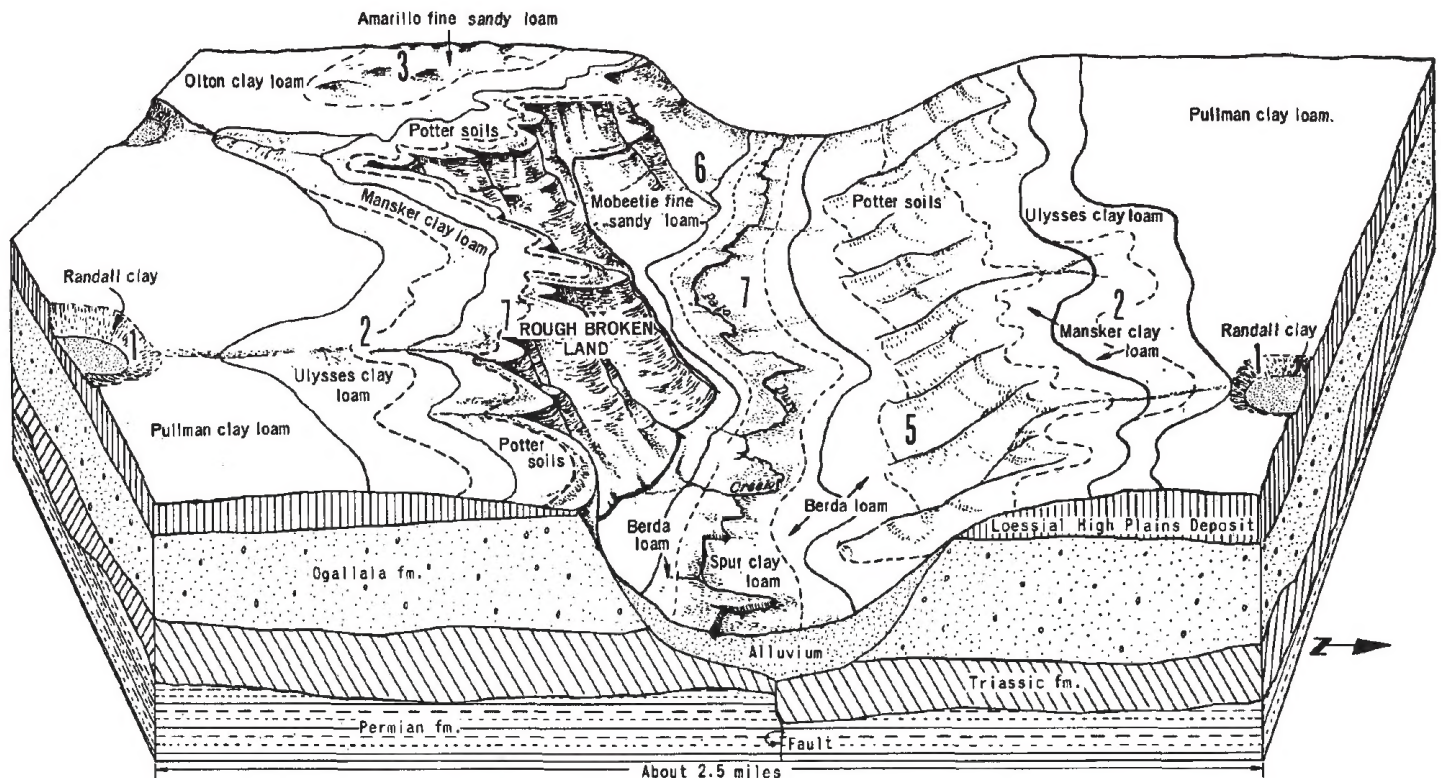 Amarillo fine sandy loam
3
Olton clay loam
Pullman clay loam.
Potter soils
1
6
Mobeetie fine
sandy loam
Potter soils
Mansker clay loam
Ulysses clay loam
Randall clay
1
2
7
ROUGH BROKEN
LAND
Palo
7
Duro
Creek
2
Mansker clay
loam
Randall clay
1
Ulysses clay
loam
Pullman clay loam
Potter
soils
5
Berda loam
Berda
loam
Spur clay
loam
Loessial High Plains Deposit
Ogallala fm.
Alluvium
Triassic fm.
Permian fm.
Fault
About 2.5 miles
N